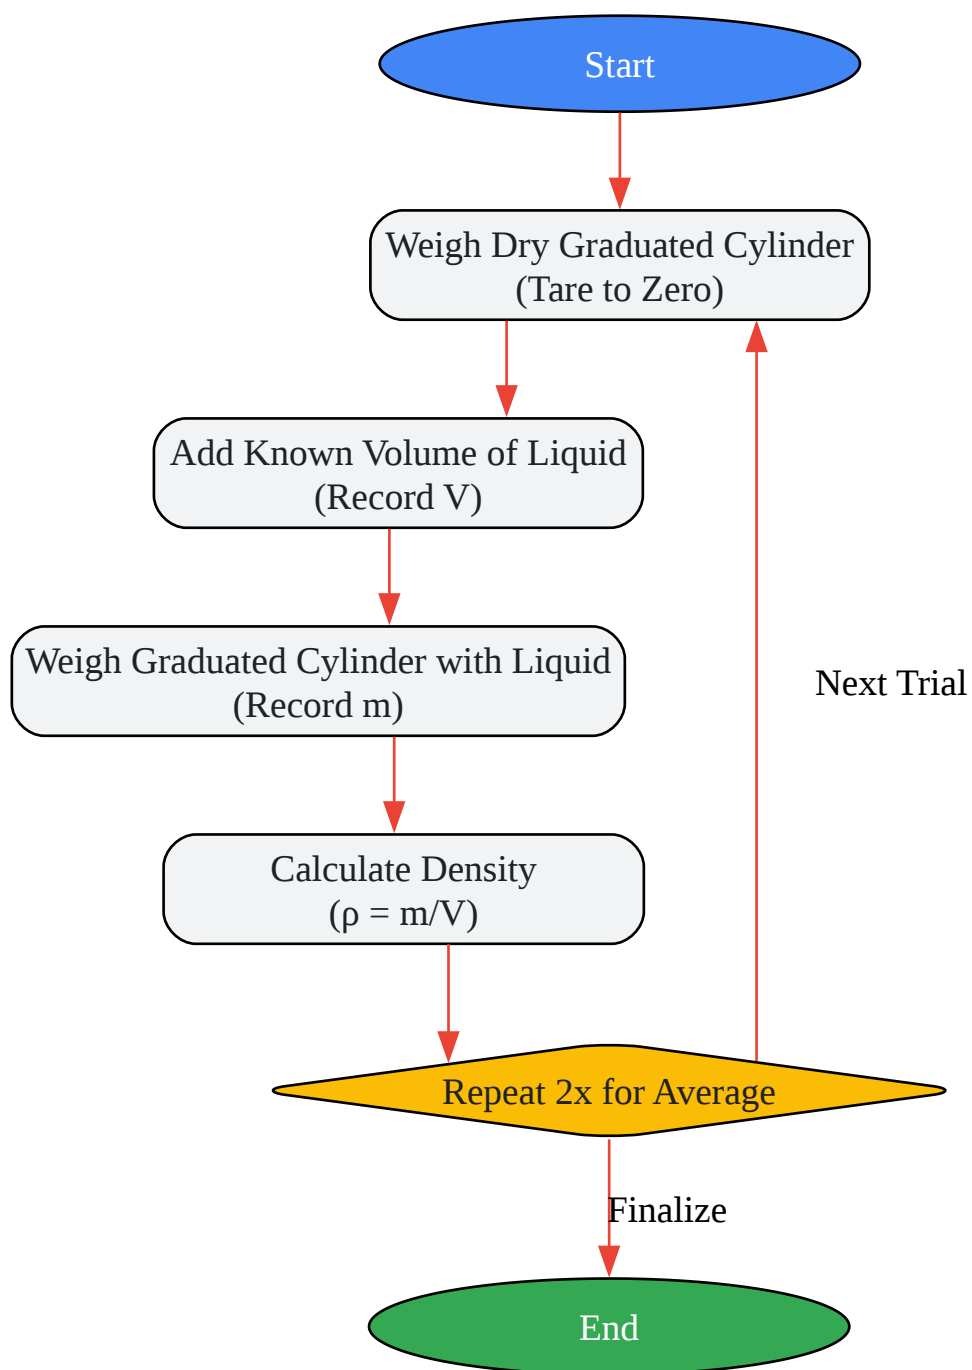 Start
Weigh Dry Graduated Cylinder
(Tare to Zero)
Add Known Volume of Liquid
(Record V)
Weigh Graduated Cylinder with Liquid
(Record m)
Next Trial
Calculate Density
(ρ = m/V)
Repeat 2x for Average
Finalize
End